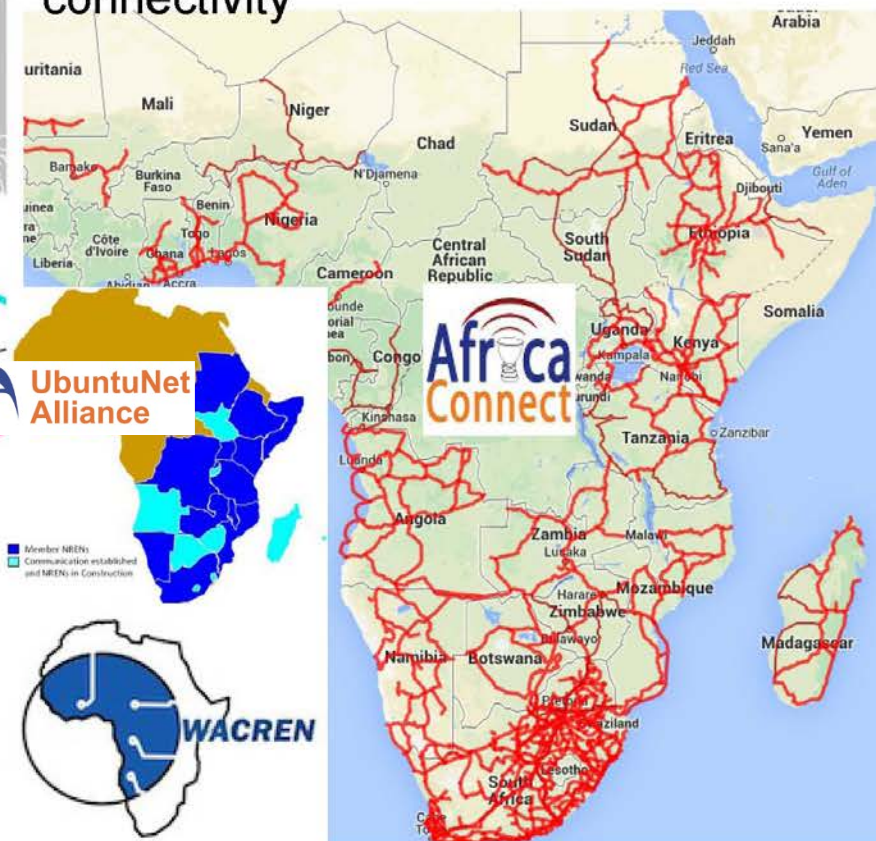 connectivity
Arabia
Jeddah
Red Sea
uritania
Mali
Niger
Chad
Sudan
Eritrea
Yemen
Sana'a
Gulf of
Aden
Bamako
Burkina
Faso
N'Djamena
Djibouti
uinea
Benin
Nigeria
Togo
Côte
d'Ivoire
Ghana
Lagos
Liberia
Abidjan
Accra
Cameroon
Central
African
Republic
South
Sudan
Ethiopia
Somalia
Uganda
Kenya
Kampala
Nairobi
Congo
Africa
Connect
UbuntuNet
Alliance
Kinshasa
Tanzania
Zanzibar
Luanda
Angola
Member NRENs
Communication established
and NRENs in Construction
Zambia
Lusaka
Malawi
Harare
Mozambique
Zimbabwe
Bulawayo
Madagascar
Namibia
Botswana
WACREN
Pretoria
Swaziland
Lesotho
South
Africa